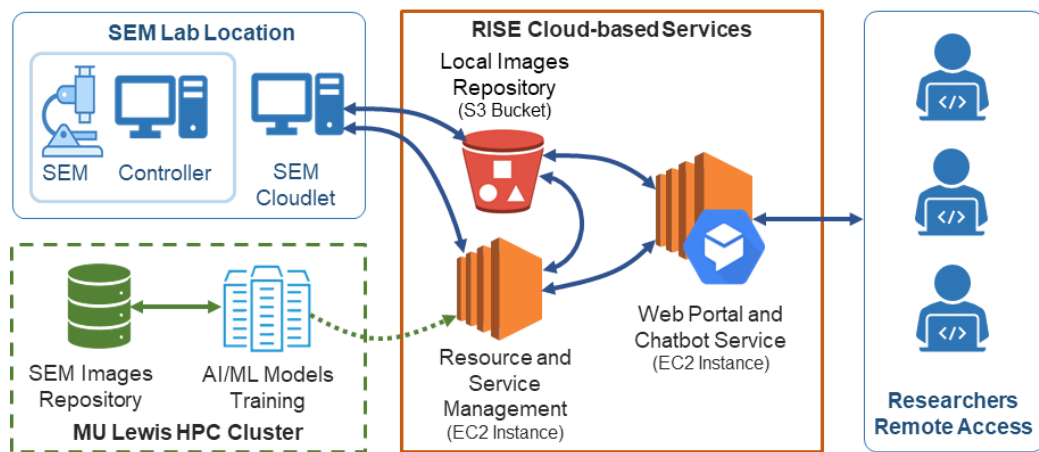 SEM Lab Location
SEM
Controller
SEM
Cloudlet
SEM Images
Repository
AI/ML Models
Training
MU Lewis HPC Cluster
RISE Cloud-based Services
Local Images
Repository
(S3 Bucket)
Resource and
Service
Management
(EC2 Instance)
Web Portal and
Chatbot Service
(EC2 Instance)
</>
</>
</>
Researchers
Remote Access